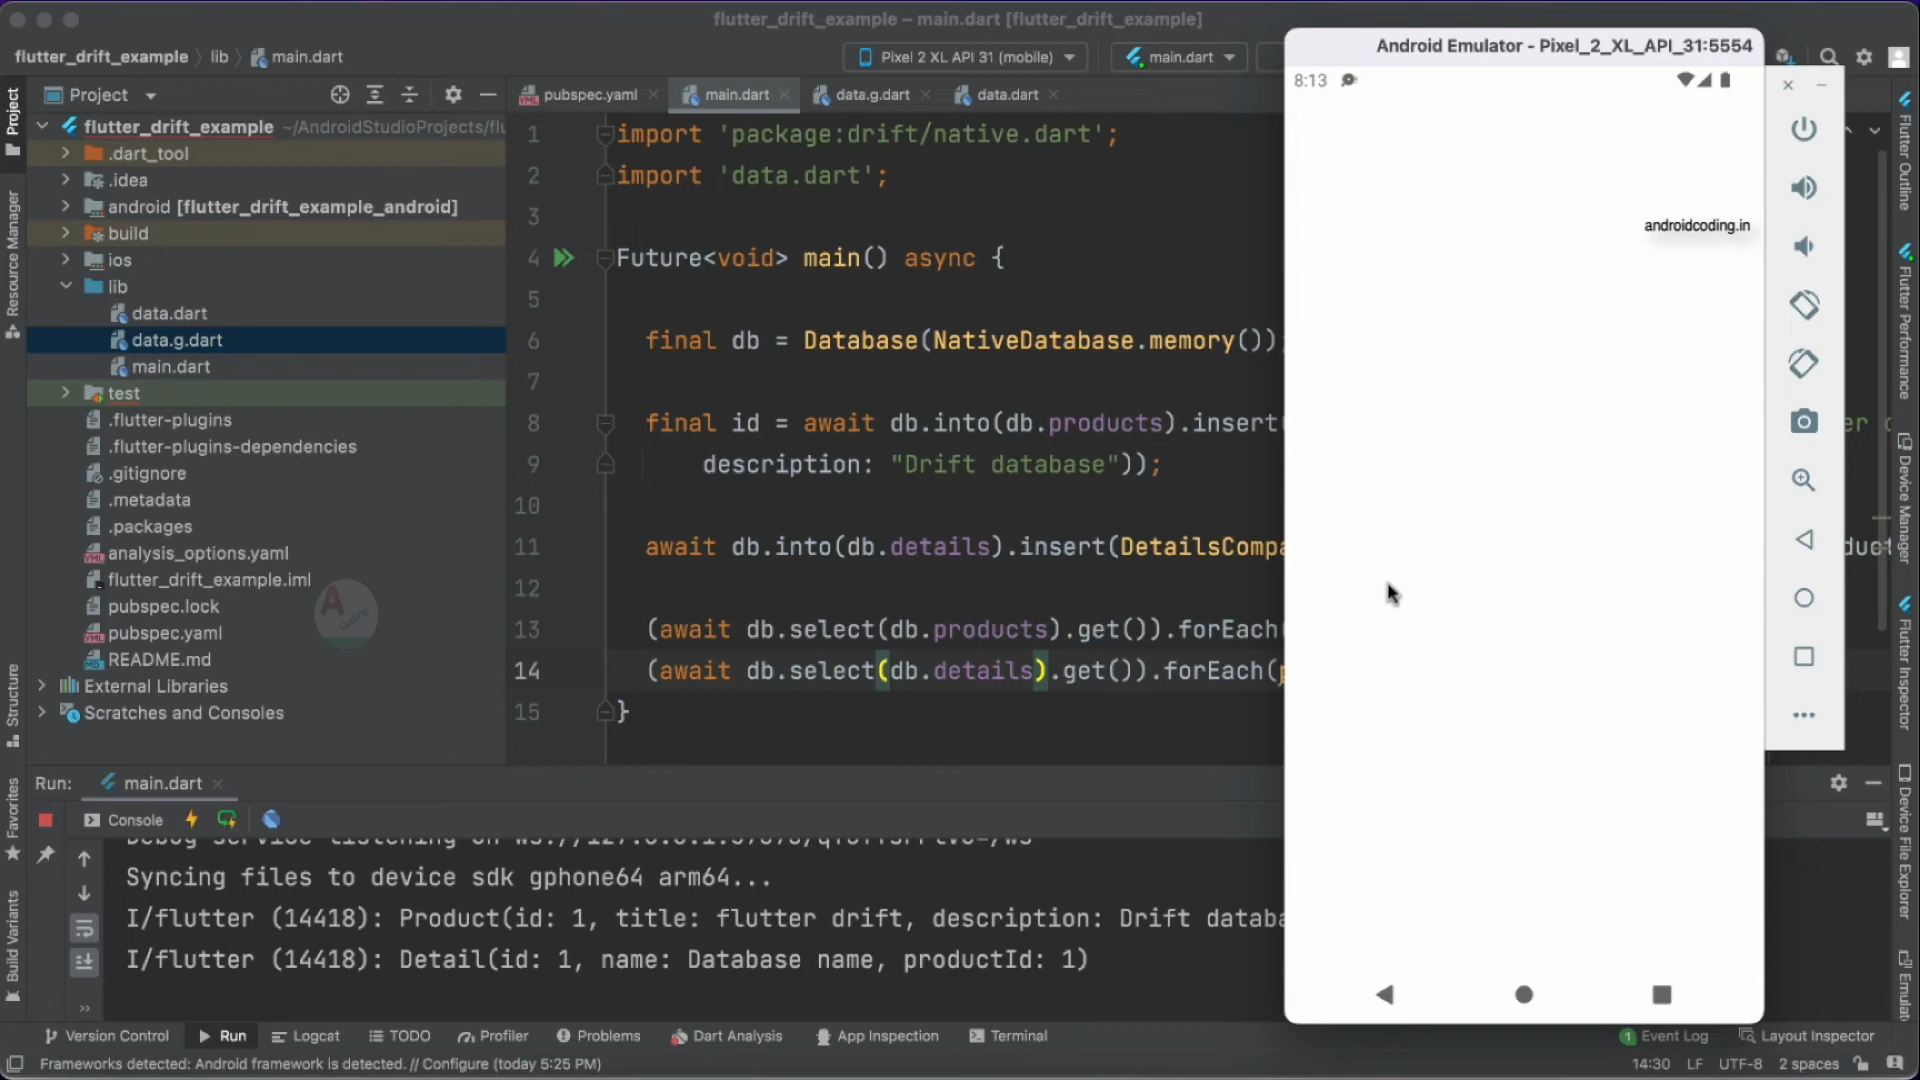 flutter_drift_example – main.dart [flutter_drift_example]
flutter_drift_example
lib
main.dart
Pixel 2 XL API 31 (mobile)
main.dart
Project
pubspec.yaml
main.dart
data.g.dart
data.dart
flutter_drift_example ~/AndroidStudioProjects/flu
.dart_tool
.idea
android [flutter_drift_example_android]
build
ios
lib
data.dart
data.g.dart
main.dart
test
.flutter-plugins
.flutter-plugins-dependencies
.gitignore
.metadata
.packages
analysis_options.yaml
flutter_drift_example.iml
pubspec.lock
pubspec.yaml
README.md
External Libraries
Scratches and Consoles
A
Coding
1 import 'package:drift/native.dart';
2 import 'data.dart';
3
4 Future<void> main() async {
5
6 final db = Database(NativeDatabase.memory())
7
8 final id = await db.into(db.products).insert(
9 description: "Drift database"));
10
11 await db.into(db.details).insert(DetailsCompa
12
13 (await db.select(db.products).get()).forEach(
14 (await db.select(db.details).get()).forEach(p
15 }
Android Emulator - Pixel_2_XL_API_31:5554
8:13
androidcoding.in
er
duct
Run:
main.dart
Console
Syncing files to device sdk gphone64 arm64...
I/flutter (14418): Product(id: 1, title: flutter drift, description: Drift databa
I/flutter (14418): Detail(id: 1, name: Database name, productId: 1)
Version Control
Run
Logcat
TODO
Profiler
Problems
Dart Analysis
App Inspection
Terminal
1 Event Log
Layout Inspector
Frameworks detected: Android framework is detected. // Configure (today 5:25 PM)
14:30
LF
UTF-8
2 spaces
Project
Resource Manager
Structure
Favorites
Build Variants
Flutter Outline
Flutter Performance
Device Manager
Flutter Inspector
Device File Explorer
Emulat